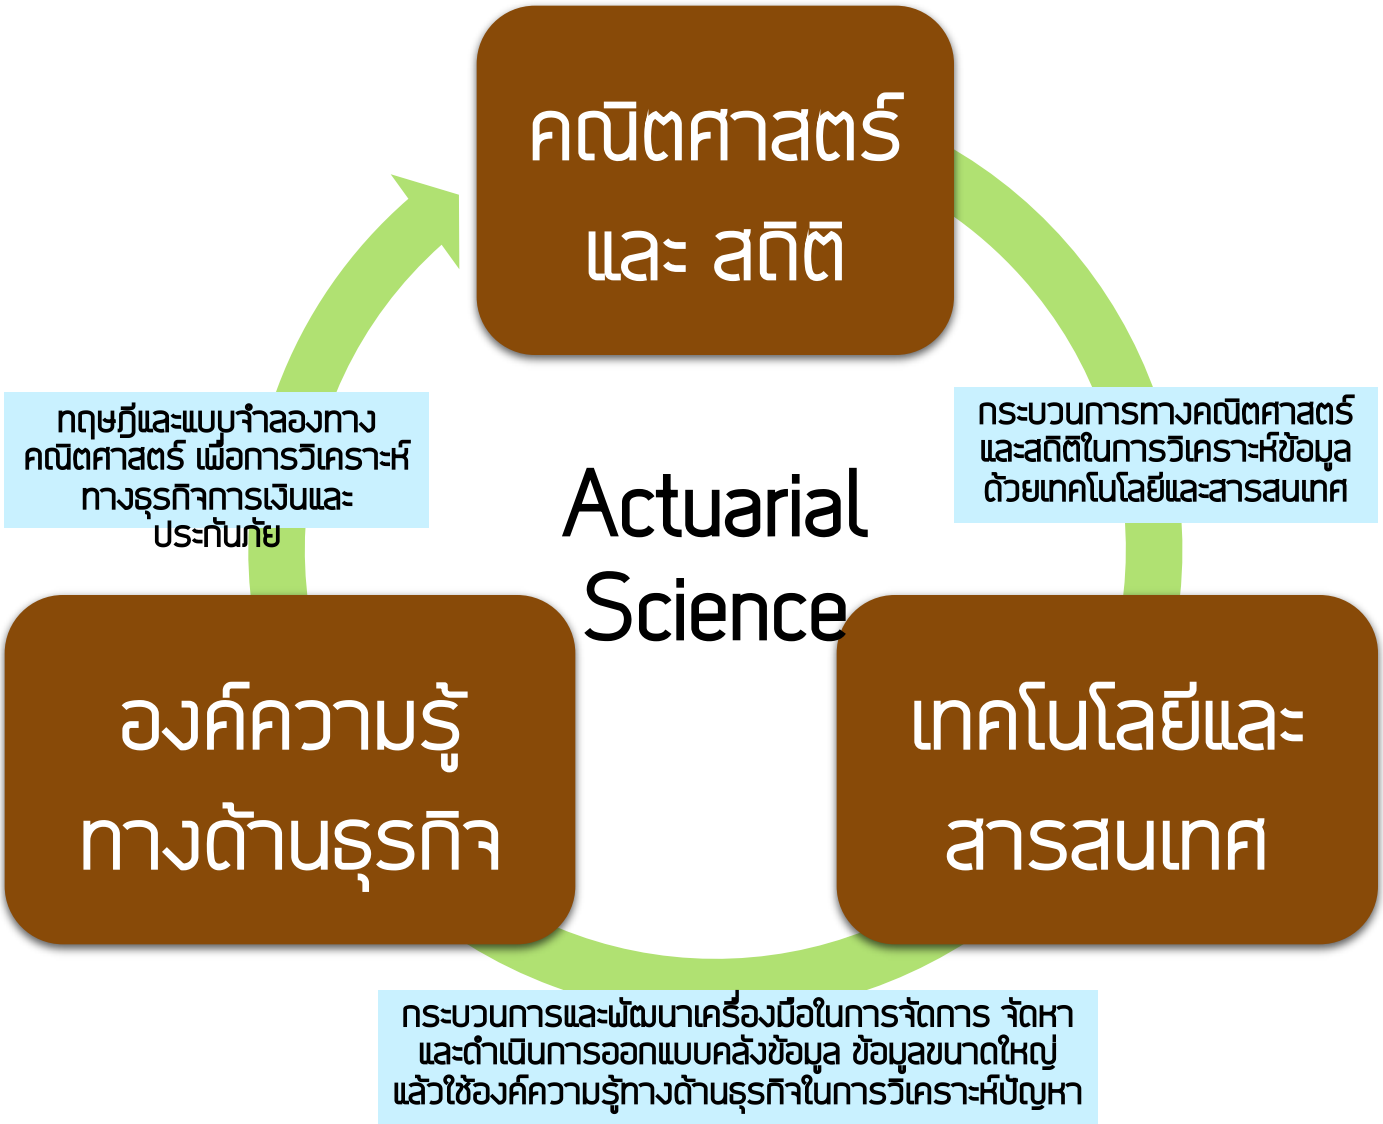 คณิตศาสตร์
และ สถิติ
ทฤษฎีและแบบจำลองทาง
คณิตศาสตร์ เพื่อการวิเคราะห์
ทางธุรกิจการเงินและ
ประกันภัย
กระบวนการทางคณิตศาสตร์
และสถิติในการวิเคราะห์ข้อมูล
ด้วยเทคโนโลยีและสารสนเทศ
Actuarial
Science
องค์ความรู้
ทางด้านธุรกิจ
เทคโนโลยีและ
สารสนเทศ
กระบวนการและพัฒนาเครื่องมือในการจัดการ จัดหา
และดำเนินการออกแบบคลังข้อมูล ข้อมูลขนาดใหญ่
แล้วใช้องค์ความรู้ทางด้านธุรกิจในการวิเคราะห์ปัญหา